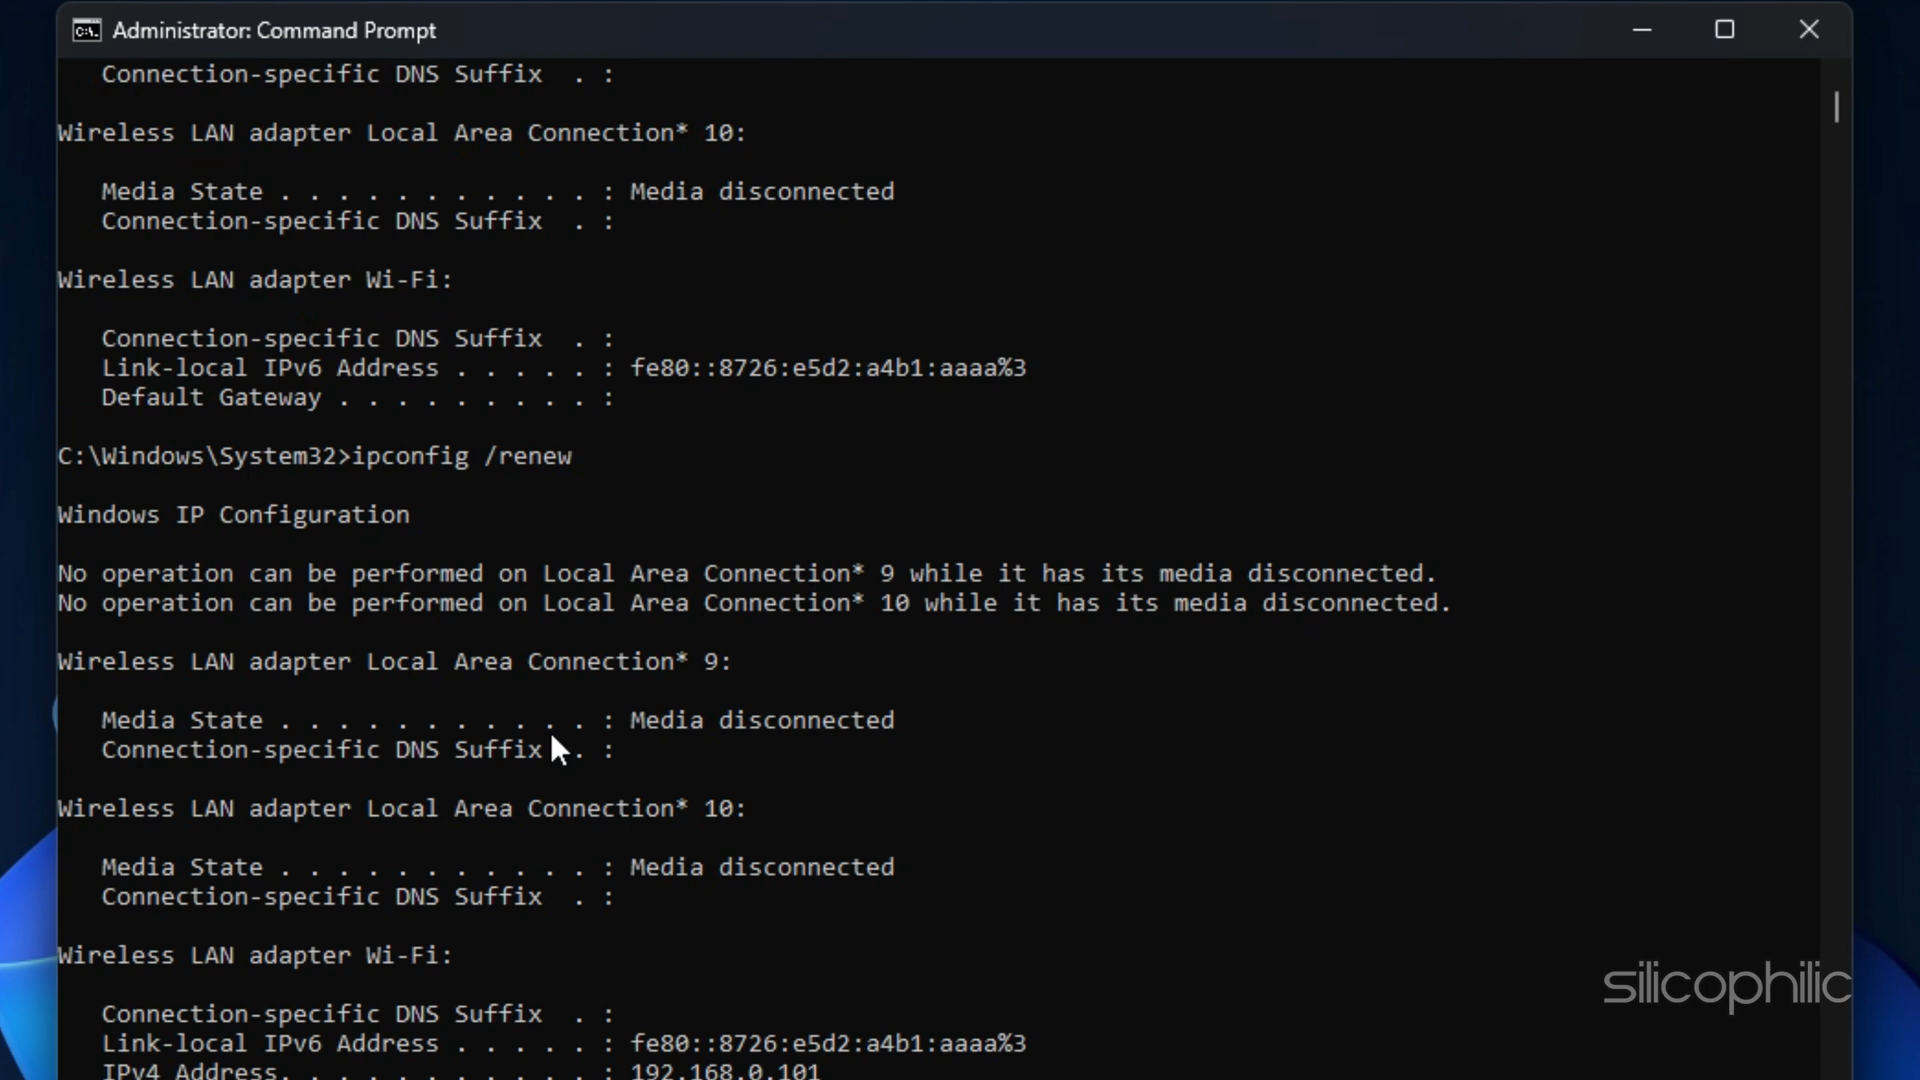 Administrator: Command Prompt
Connection-specific DNS Suffix  . :
Wireless LAN adapter Local Area Connection* 10:
Media State . . . . . . . . . . . : Media disconnected
Connection-specific DNS Suffix  . :
Wireless LAN adapter Wi-Fi:
Connection-specific DNS Suffix  . :
Link-local IPv6 Address . . . . . : fe80::8726:e5d2:a4b1:aaaa%3
Default Gateway . . . . . . . . . :
C:\Windows\System32>ipconfig /renew
Windows IP Configuration
No operation can be performed on Local Area Connection* 9 while it has its media disconnected.
No operation can be performed on Local Area Connection* 10 while it has its media disconnected.
Wireless LAN adapter Local Area Connection* 9:
Media State . . . . . . . . . . . : Media disconnected
Connection-specific DNS Suffix  . :
Wireless LAN adapter Local Area Connection* 10:
Media State . . . . . . . . . . . : Media disconnected
Connection-specific DNS Suffix  . :
Wireless LAN adapter Wi-Fi:
Connection-specific DNS Suffix  . :
Link-local IPv6 Address . . . . . : fe80::8726:e5d2:a4b1:aaaa%3
IPv4 Address. . . . . . . . . . . : 192.168.0.101
silicophilic